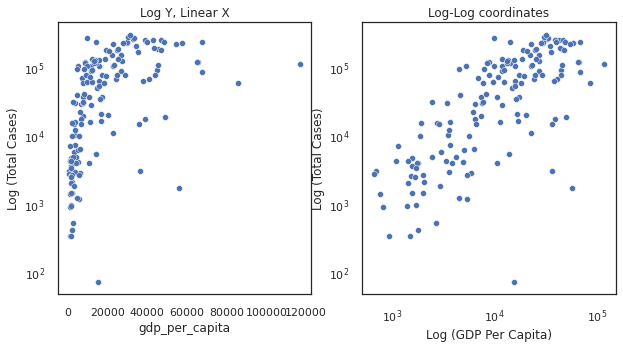 Log Y, Linear X
Log (Total Cases)
10^5
10^4
10^3
10^2
0 20000 40000 60000 80000 100000 120000
gdp_per_capita
Log-Log coordinates
Log (Total Cases)
10^5
10^4
10^3
10^2
10^3 10^4 10^5
Log (GDP Per Capita)